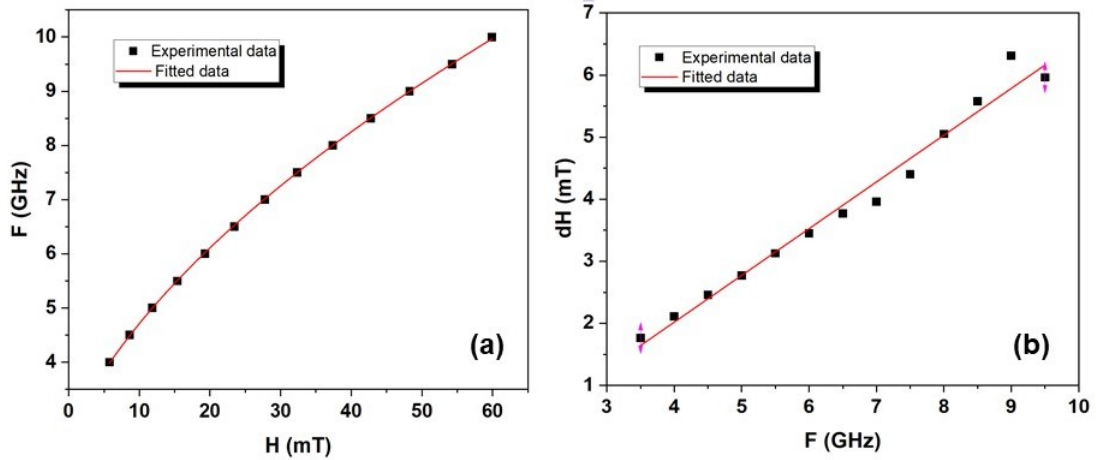 10
9
8
7
6
5
4
F (GHz)
Experimental data
Fitted data
(a)
0 10 20 30 40 50 60
H (mT)
7
6
5
4
3
2
1
dH (mT)
Experimental data
Fitted data
(b)
3 4 5 6 7 8 9 10
F (GHz)